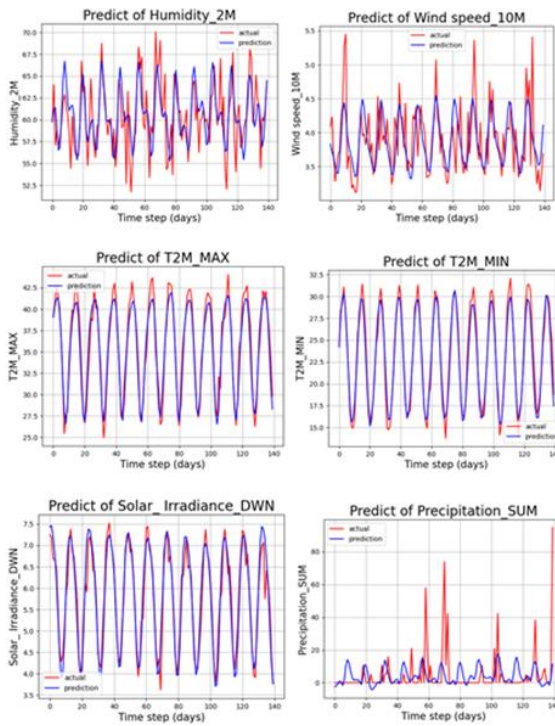 Predict of Humidity_2M
actual
prediction
70.0
67.5
65.0
62.5
60.0
57.5
55.0
52.5
Humidity_2M
0 20 40 60 80 100 120 140
Time step (days)
Predict of Wind speed_10M
actual
prediction
5.5
5.0
4.5
4.0
3.5
Wind speed_10M
0 20 40 60 80 100 120 140
Time step (days)
Predict of T2M_MAX
actual
prediction
42.5
40.0
37.5
35.0
32.5
30.0
27.5
25.0
T2M_MAX
0 20 40 60 80 100 120 140
Time step (days)
Predict of T2M_MIN
30.0
27.5
25.0
22.5
20.0
17.5
15.0
T2M_MIN
actual
prediction
0 20 40 60 80 100 120 140
Time step (days)
Predict of Solar_ Irradiance_DWN
7.5
7.0
6.5
6.0
5.5
5.0
4.5
4.0
3.5
Solar_ Irradiance_DWN
actual
prediction
0 20 40 60 80 100 120 140
Time step (days)
Predict of Precipitation_SUM
actual
prediction
80
60
40
20
0
Precipitation_SUM
0 20 40 60 80 100 120 140
Time step (days)